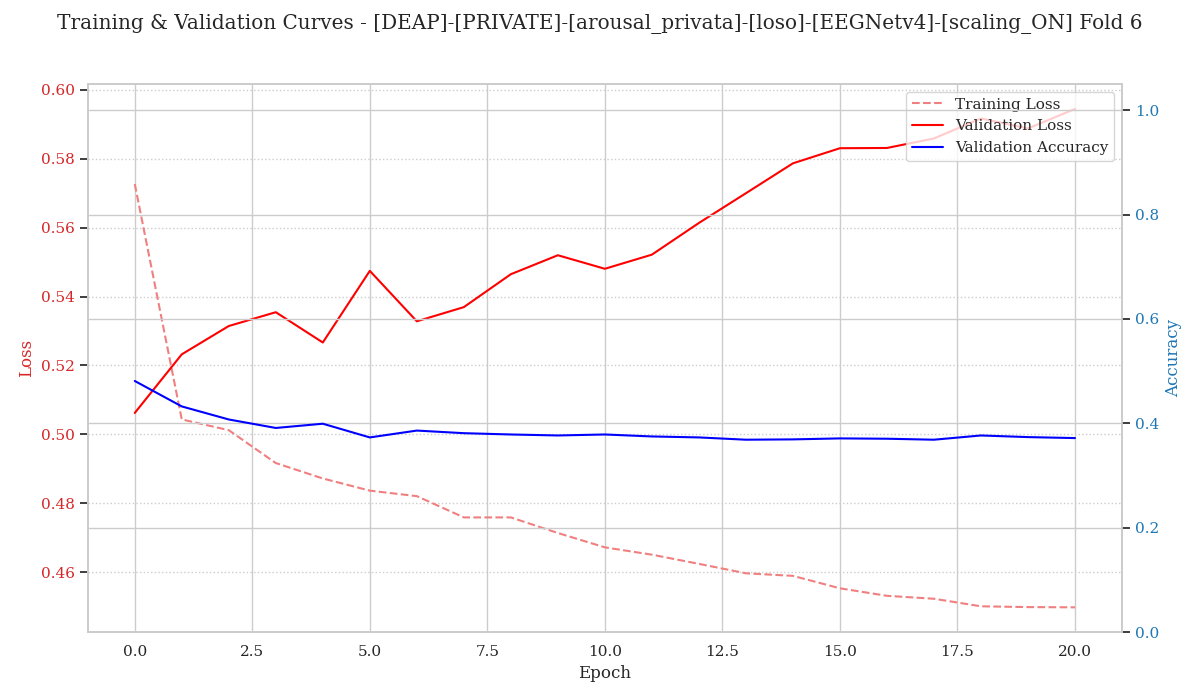 Training & Validation Curves - [DEAP]-[PRIVATE]-[arousal_privata]-[loso]-[EEGNetv4]-[scaling_ON] Fold 6
Training Loss
Validation Loss
Validation Accuracy
0.60
0.58
0.56
0.54
0.52
0.50
0.48
0.46
Loss
1.0
0.8
0.6
0.4
0.2
0.0
Accuracy
0.0 2.5 5.0 7.5 10.0 12.5 15.0 17.5 20.0
Epoch